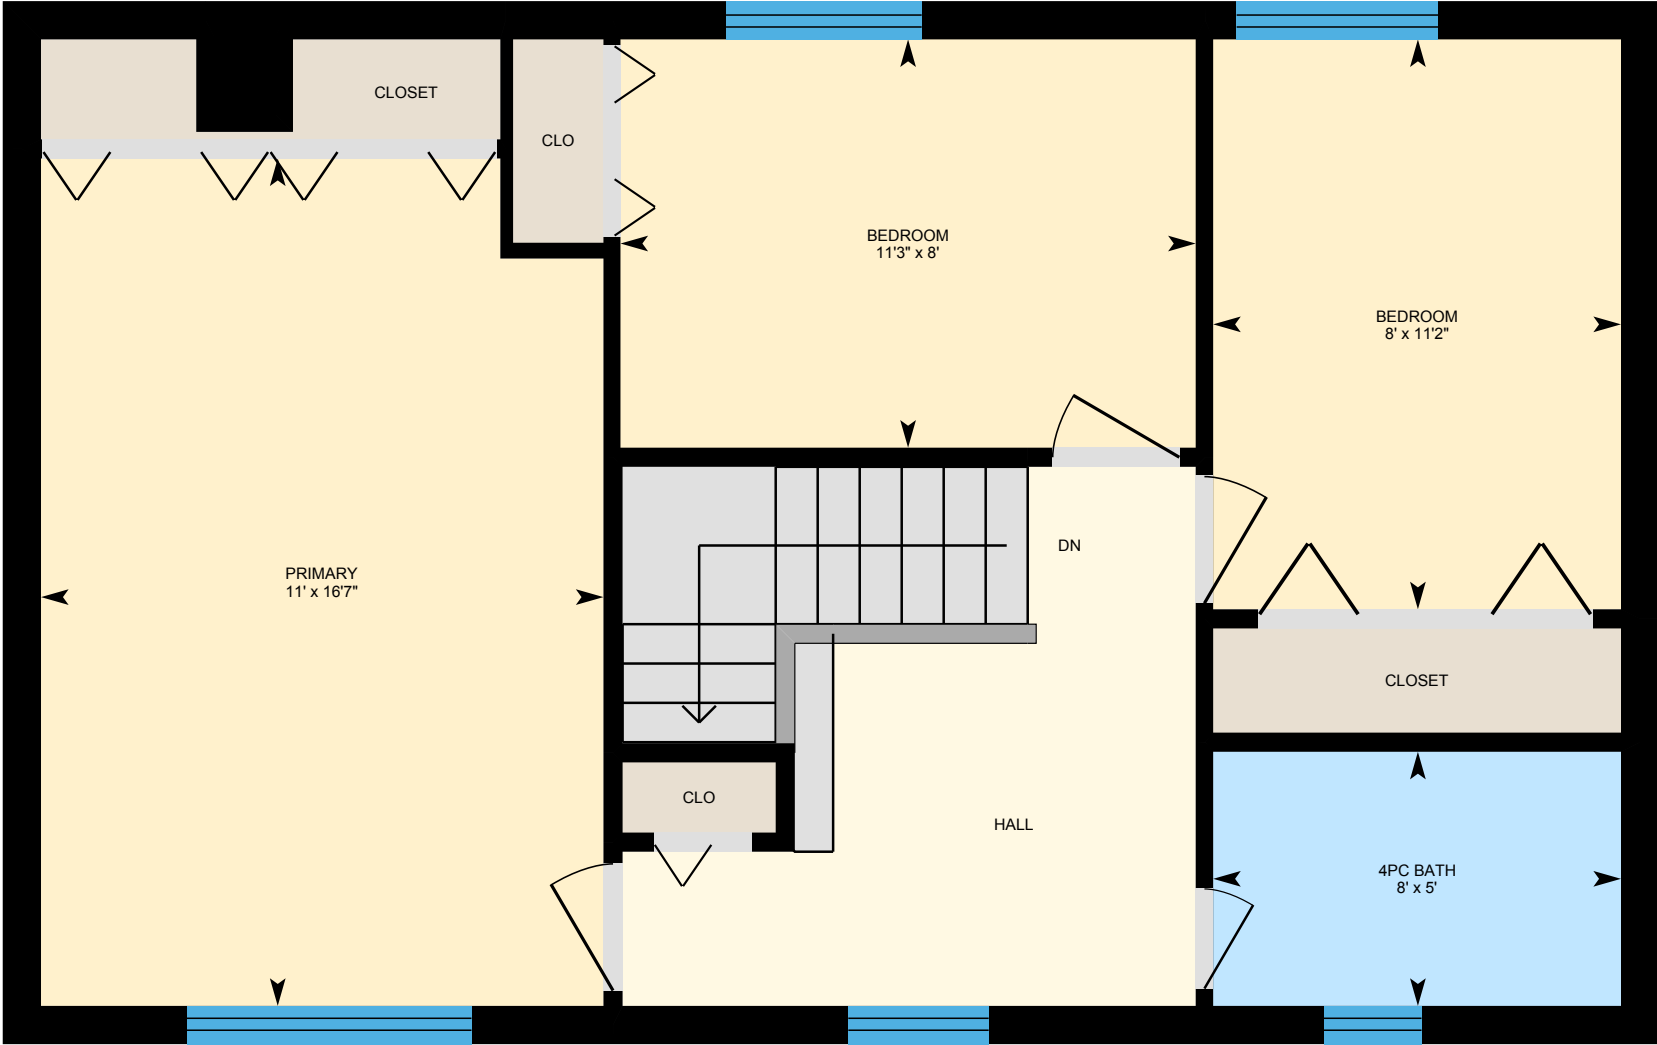 CLOSET
CLO
BEDROOM
11'3" x 8'
BEDROOM
8' x 11'2"
DN
PRIMARY
11' x 16'7"
CLOSET
CLO
HALL
4PC BATH
8' x 5'